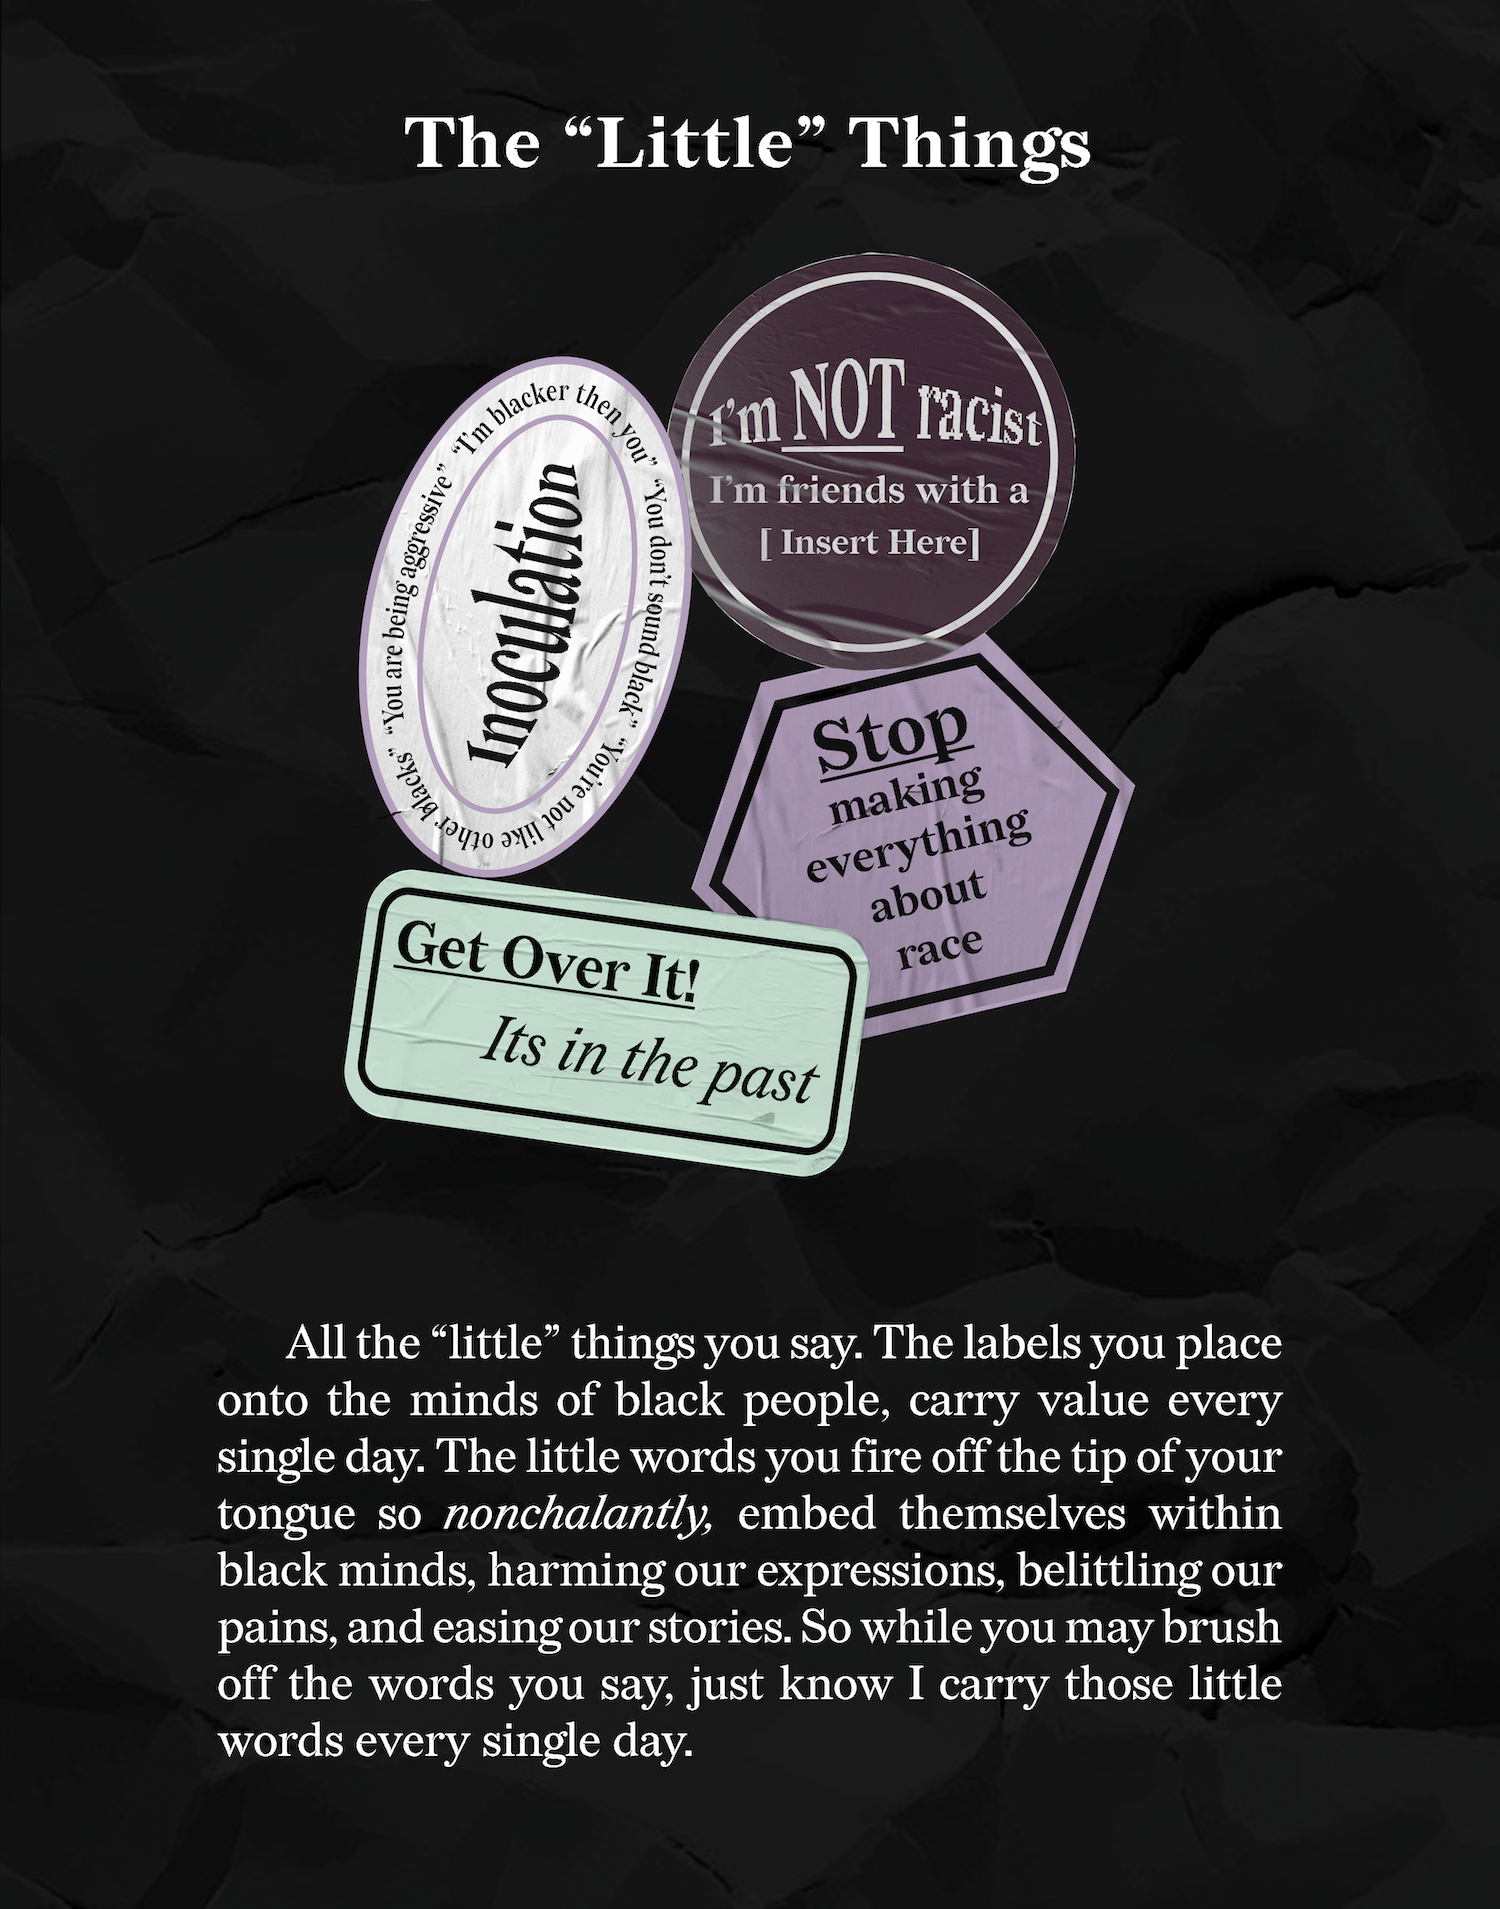 The “Little” Things
I’m NOT racist
I’m friends with a
[ Insert Here]
“You are being aggressive” “I’m blacker then you” “You don’t sound black” “You’re not like other blacks”
Inoculation
Stop
making
everything
about
race
Get Over It!
Its in the past
All the “little” things you say. The labels you place
onto the minds of black people, carry value every
single day. The little words you fire off the tip of your
tongue so nonchalantly, embed themselves within
black minds, harming our expressions, belittling our
pains, and easing our stories. So while you may brush
off the words you say, just know I carry those little
words every single day.